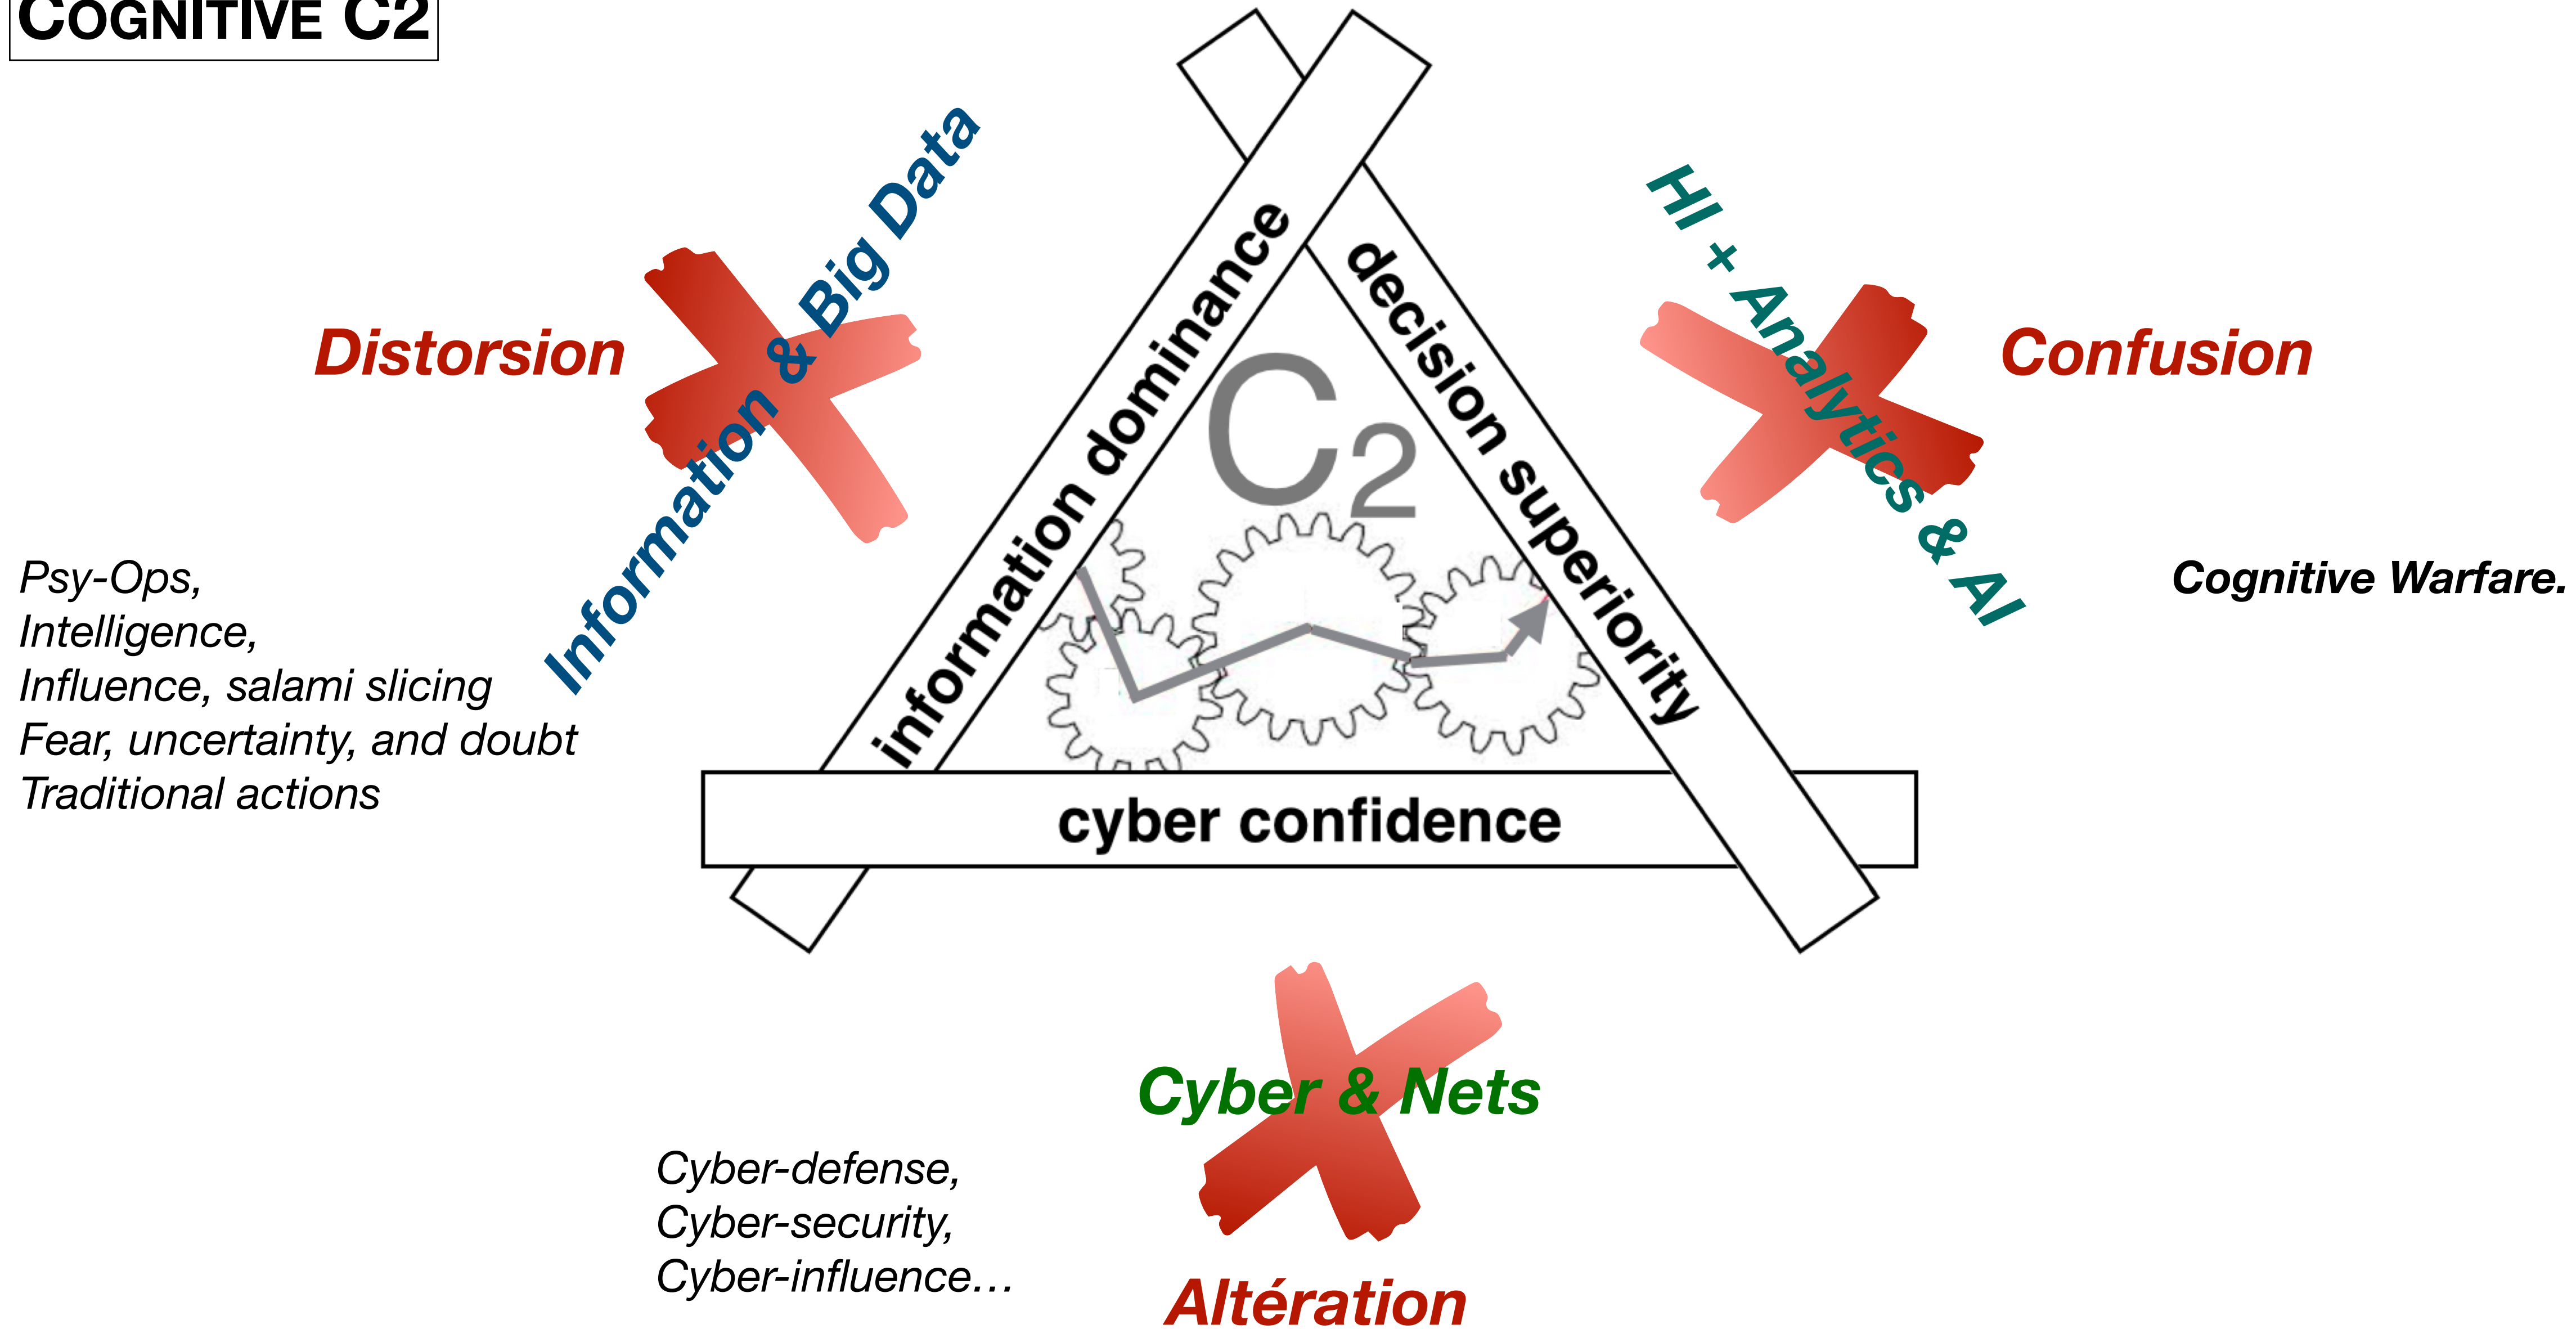 COGNITIVE C2
Information & Big Data
Distorsion
information dominance
decision superiority
C2
HI + Analytics & AI
Confusion
Psy-Ops,
Intelligence,
Influence, salami slicing
Fear, uncertainty, and doubt
Traditional actions
Cognitive Warfare.
cyber confidence
Cyber & Nets
Cyber-defense,
Cyber-security,
Cyber-influence…
Altération